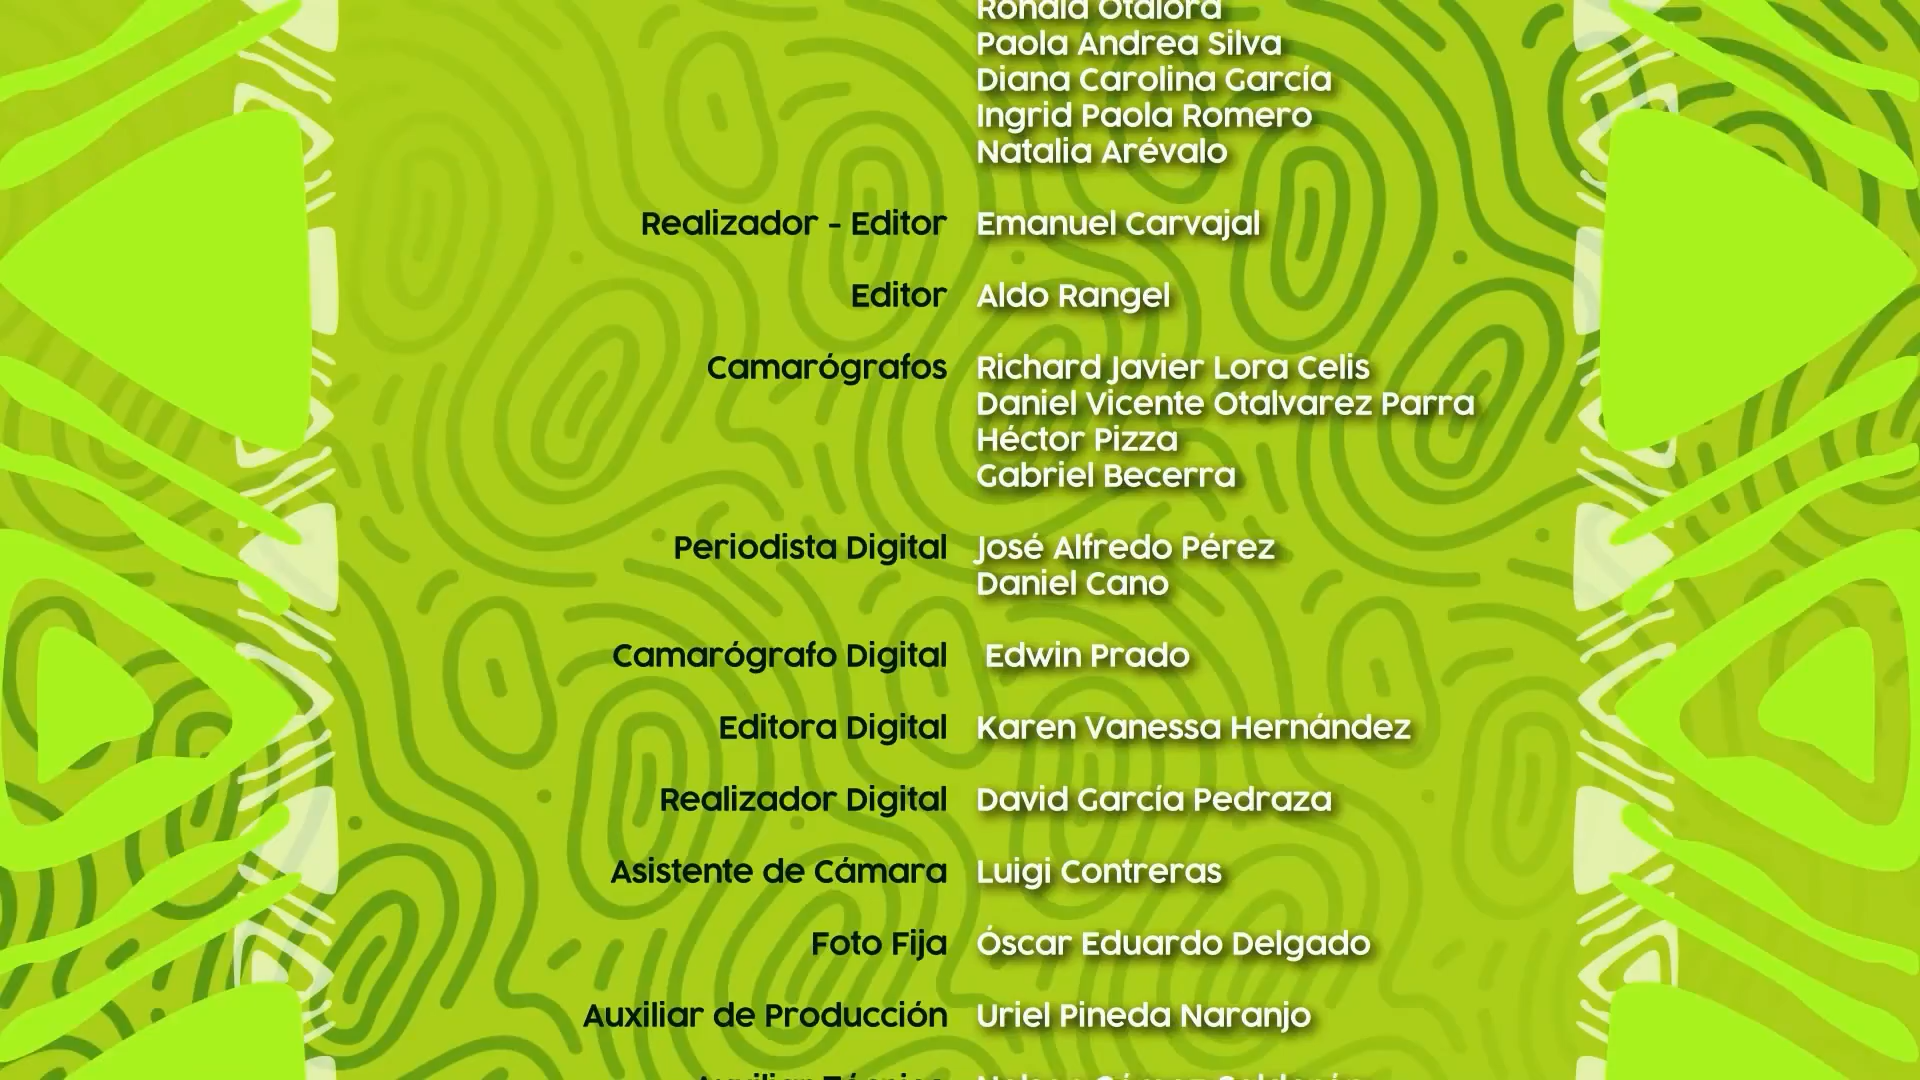 Ronald Otálora
Paola Andrea Silva
Diana Carolina García
Ingrid Paola Romero
Natalia Arévalo
Realizador - Editor Emanuel Carvajal
Editor Aldo Rangel
Camarógrafos Richard Javier Lora Celis
Daniel Vicente Otalvarez Parra
Héctor Pizza
Gabriel Becerra
Periodista Digital José Alfredo Pérez
Daniel Cano
Camarógrafo Digital Edwin Prado
Editora Digital Karen Vanessa Hernández
Realizador Digital David García Pedraza
Asistente de Cámara Luigi Contreras
Foto Fija Óscar Eduardo Delgado
Auxiliar de Producción Uriel Pineda Naranjo